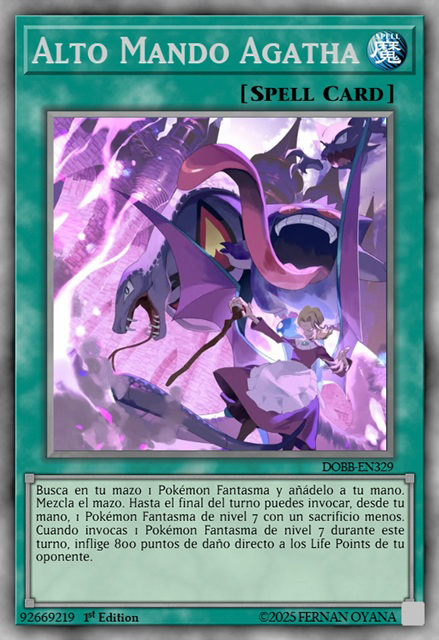 ALTO MANDO AGATHA
SPELL
魔
[SPELL CARD]
DOBB-EN329
Busca en tu mazo 1 Pokémon Fantasma y añádelo a tu mano.
Mezcla el mazo. Hasta el final del turno puedes invocar, desde tu
mano, 1 Pokémon Fantasma de nivel 7 con un sacrificio menos.
Cuando invocas 1 Pokémon Fantasma de nivel 7 durante este
turno, inflige 800 puntos de daño directo a los Life Points de tu
oponente.
92669219 1st Edition ©2025 FERNAN OYANA